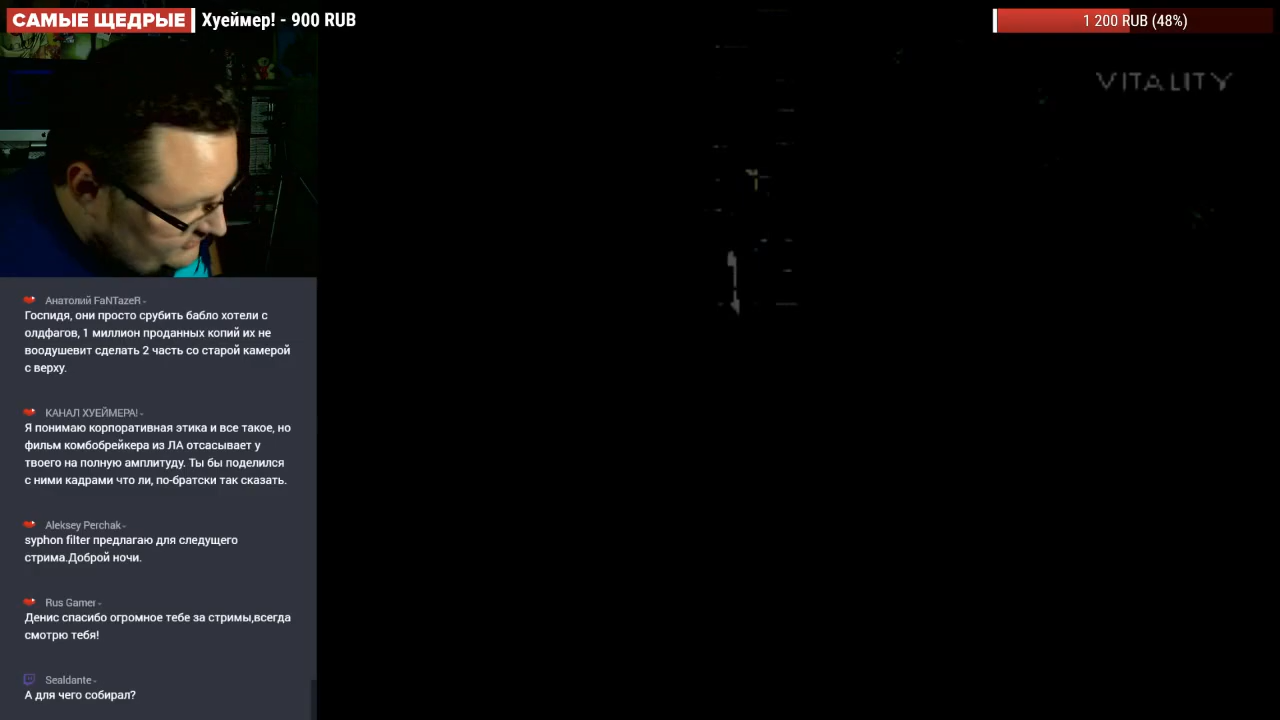 САМЫЕ ЩЕДРЫЕ Хуеймер! - 900 RUB
1 200 RUB (48%)
VITALITY
Анатолий FaNTazeR -
Госпидя, они просто срубить бабло хотели с
олдфагов, 1 миллион проданных копий их не
воодушевит сделать 2 часть со старой камерой
с верху.
КАНАЛ ХУЕЙМЕРА! -
Я понимаю корпоративная этика и все такое, но
фильм комбобрейкера из ЛА отсасывает у
твоего на полную амплитуду. Ты бы поделился
с ними кадрами что ли, по-братски так сказать.
Aleksey Perchak -
syphon filter предлагаю для следущего
стрима.Доброй ночи.
Rus Gamer -
Денис спасибо огромное тебе за стримы,всегда
смотрю тебя!
Sealdante -
А для чего собирал?